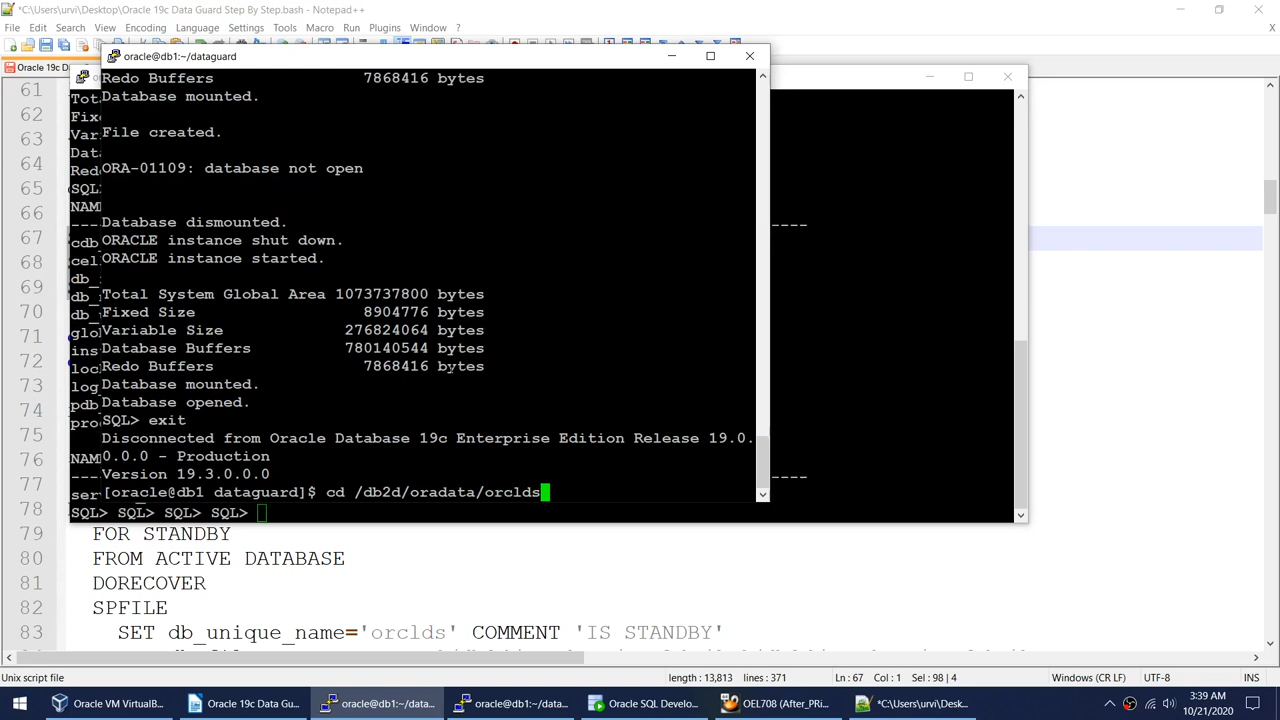 *C:\Users\urvi\Desktop\Oracle 19c Data Guard Step By Step.bash - Notepad++
File Edit Search View Encoding Language Settings Tools Macro Run Plugins Window ?
X
Oracle 19c D
oracle@db1:~/dataguard
61
62
63
64
65
66
67
68
69
70
71
72
73
74
75
76
77
78
79
80
81
82
83
Tot
Fix
Var
Dat
Red
SQL
NAM
----
cdb
cel
db_
db_
db_
glo
ins
loc
log
pdb
pro
NAM
----
ser
Redo Buffers 7868416 bytes
Database mounted.
File created.
ORA-01109: database not open
Database dismounted.
ORACLE instance shut down.
ORACLE instance started.
Total System Global Area 1073737800 bytes
Fixed Size 8904776 bytes
Variable Size 276824064 bytes
Database Buffers 780140544 bytes
Redo Buffers 7868416 bytes
Database mounted.
Database opened.
SQL> exit
Disconnected from Oracle Database 19c Enterprise Edition Release 19.0.
0.0.0 - Production
Version 19.3.0.0.0
[oracle@db1 dataguard]$ cd /db2d/oradata/orclds
----
----
SQL> SQL> SQL> SQL>
FOR STANDBY
FROM ACTIVE DATABASE
DORECOVER
SPFILE
SET db_unique_name='orclds' COMMENT 'IS STANDBY'
Unix script file
length : 13,813 lines : 371
Ln : 67 Col : 1 Sel : 98 | 4
Windows (CR LF)
UTF-8
INS
Oracle VM VirtualB...
Oracle 19c Data Gu...
oracle@db1:~/data...
oracle@db1:~/data...
Oracle SQL Develo...
OEL708 (After_PRi...
*C:\Users\urvi\Desk...
3:39 AM
10/21/2020